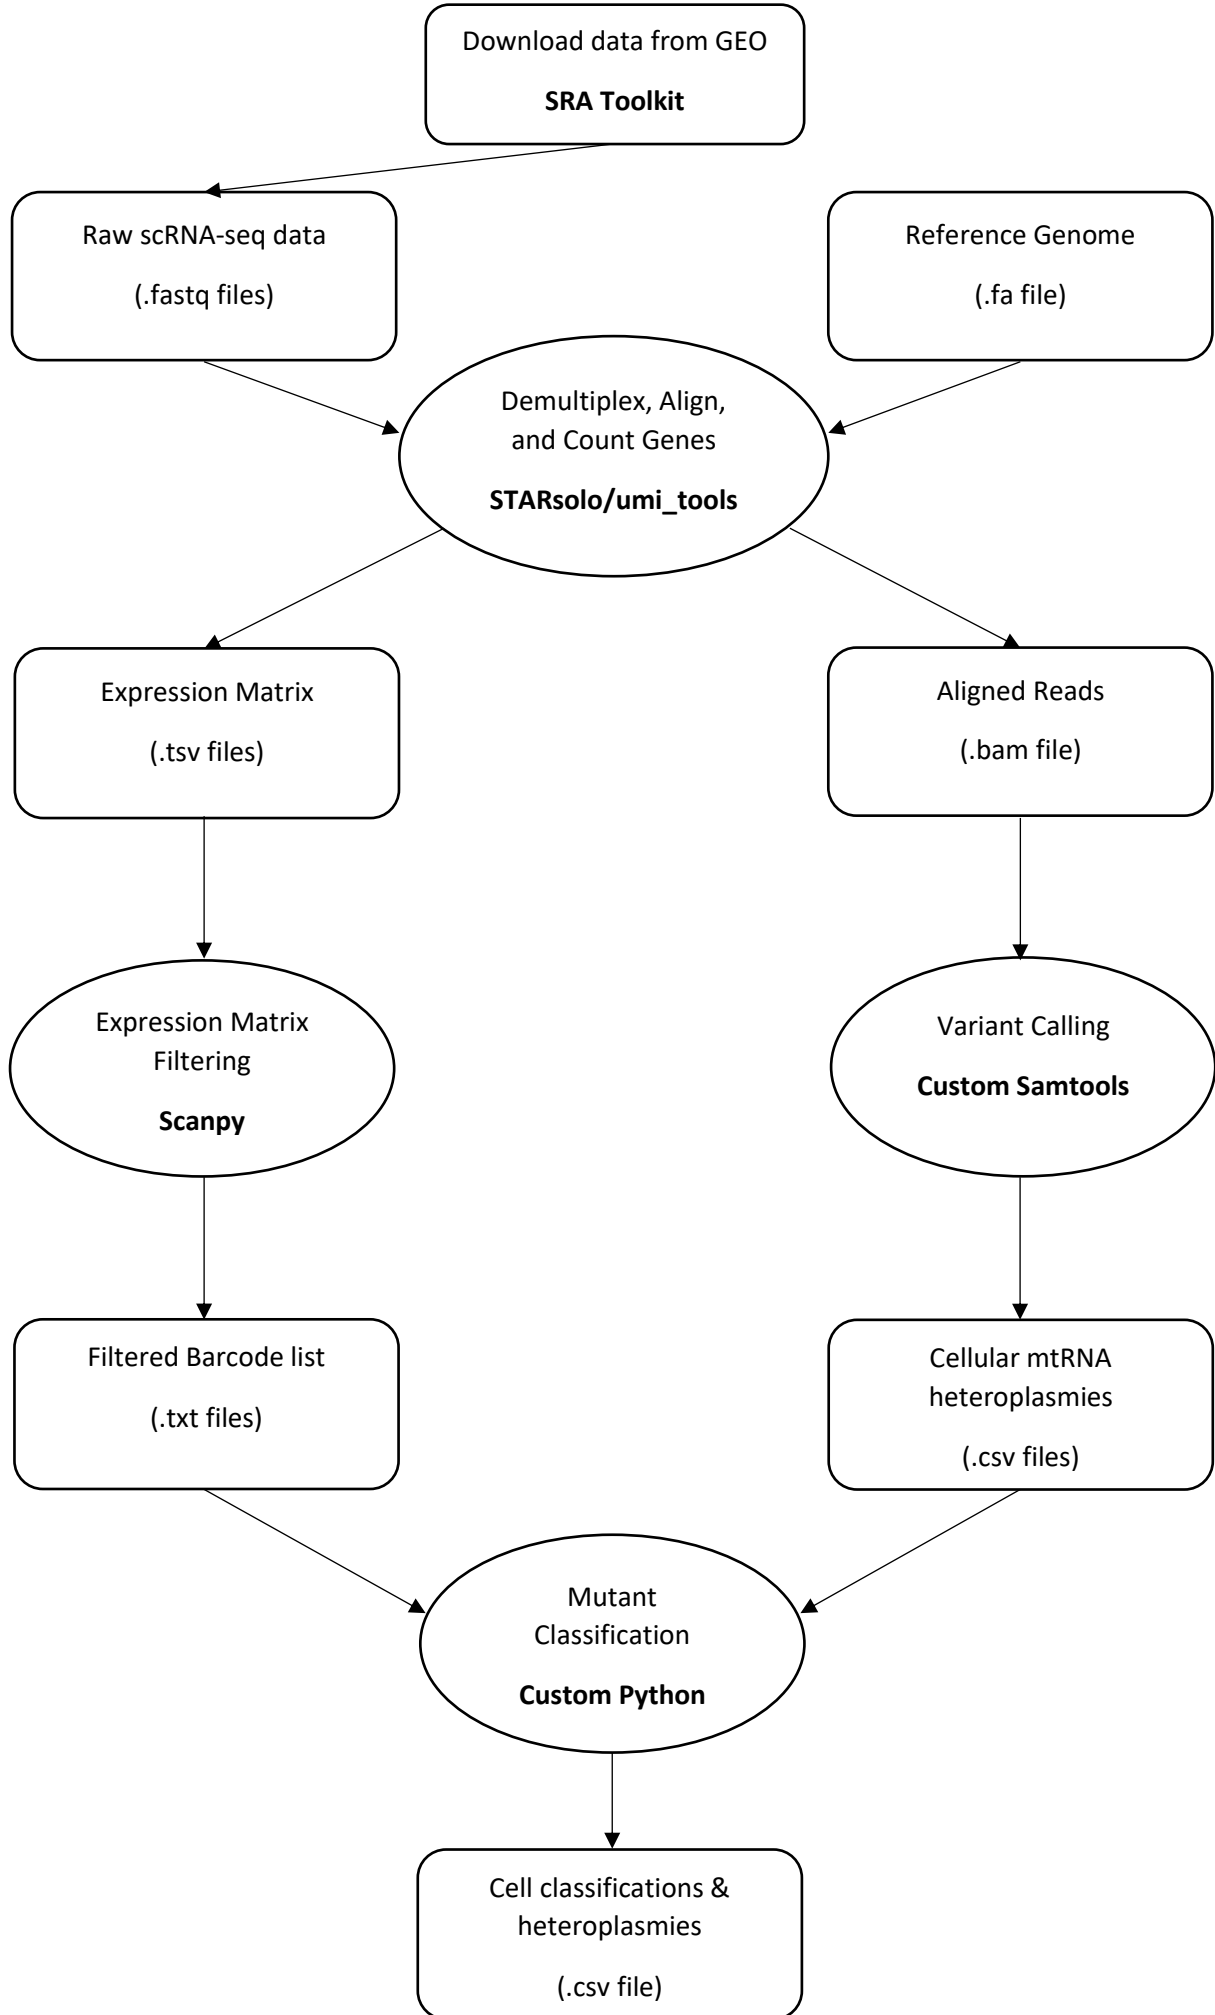 Download data from GEO
SRA Toolkit
Raw scRNA-seq data
(.fastq files)
Reference Genome
(.fa file)
Demultiplex, Align,
and Count Genes
STARsolo/umi_tools
Expression Matrix
(.tsv files)
Aligned Reads
(.bam file)
Expression Matrix
Filtering
Scanpy
Variant Calling
Custom Samtools
Filtered Barcode list
(.txt files)
Cellular mtRNA
heteroplasmies
(.csv files)
Mutant
Classification
Custom Python
Cell classifications &
heteroplasmies
(.csv file)